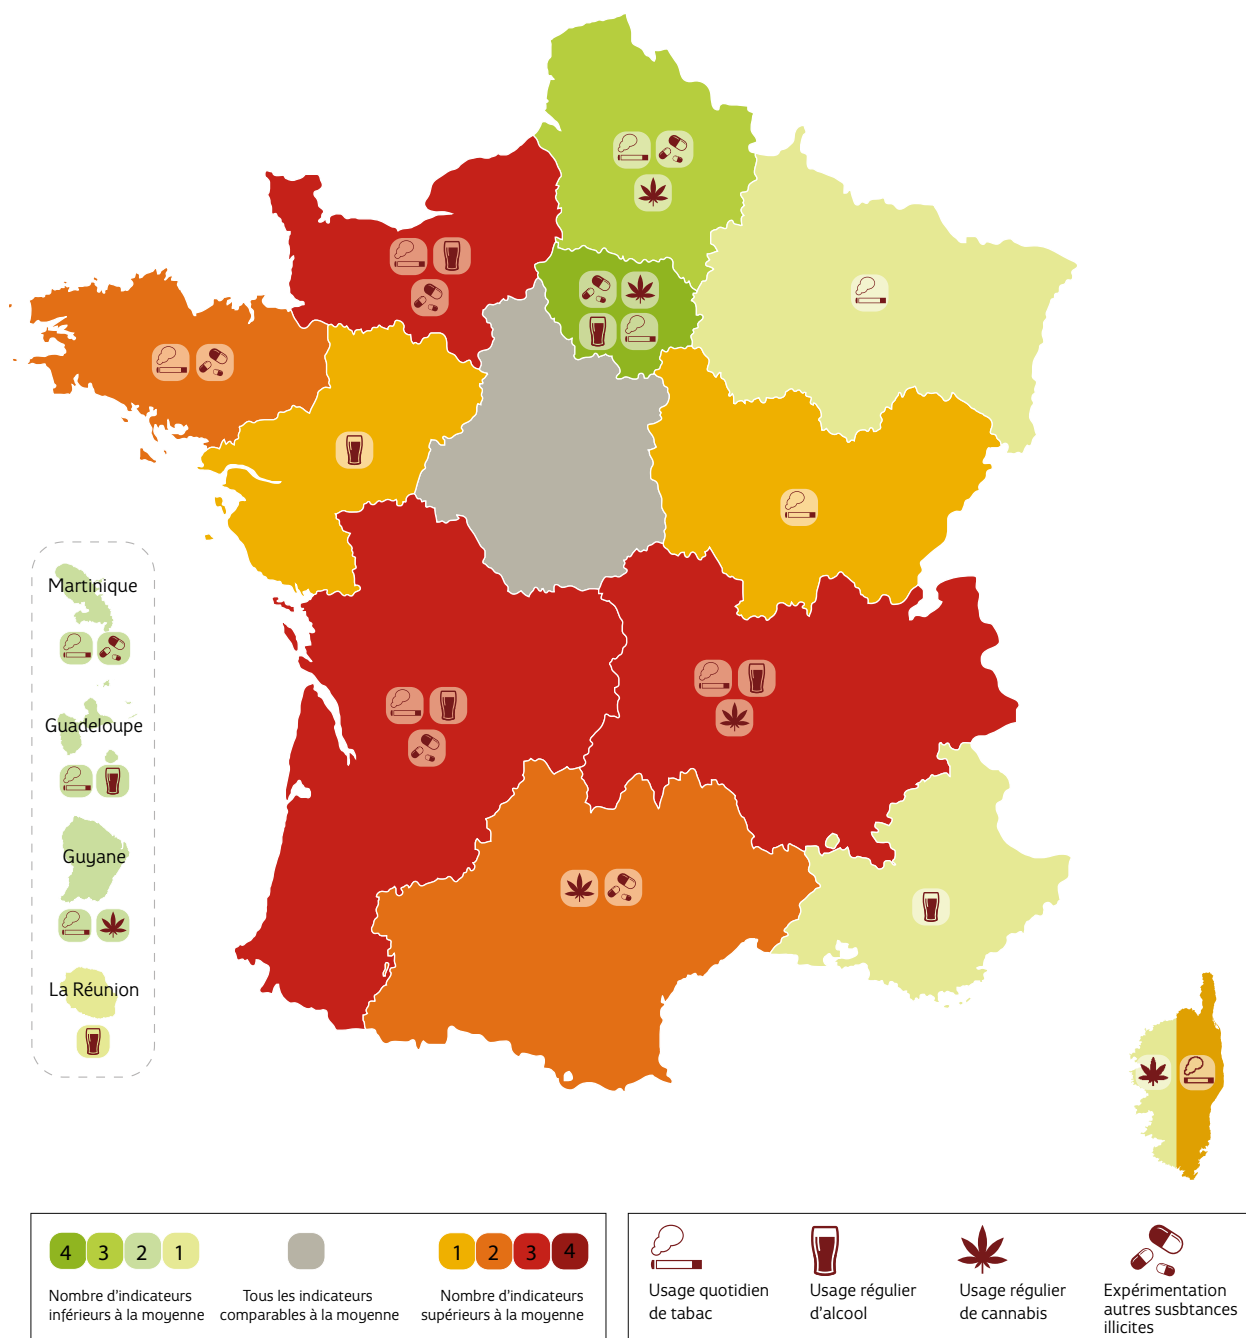 Martinique
Guadeloupe
Guyane
La Réunion
4 3 2 1
Nombre d'indicateurs
inférieurs à la moyenne
Tous les indicateurs
comparables à la moyenne
1 2 3 4
Nombre d'indicateurs
supérieurs à la moyenne
Usage quotidien
de tabac
Usage régulier
d'alcool
Usage régulier
de cannabis
Expérimentation
autres susbtances
illicites